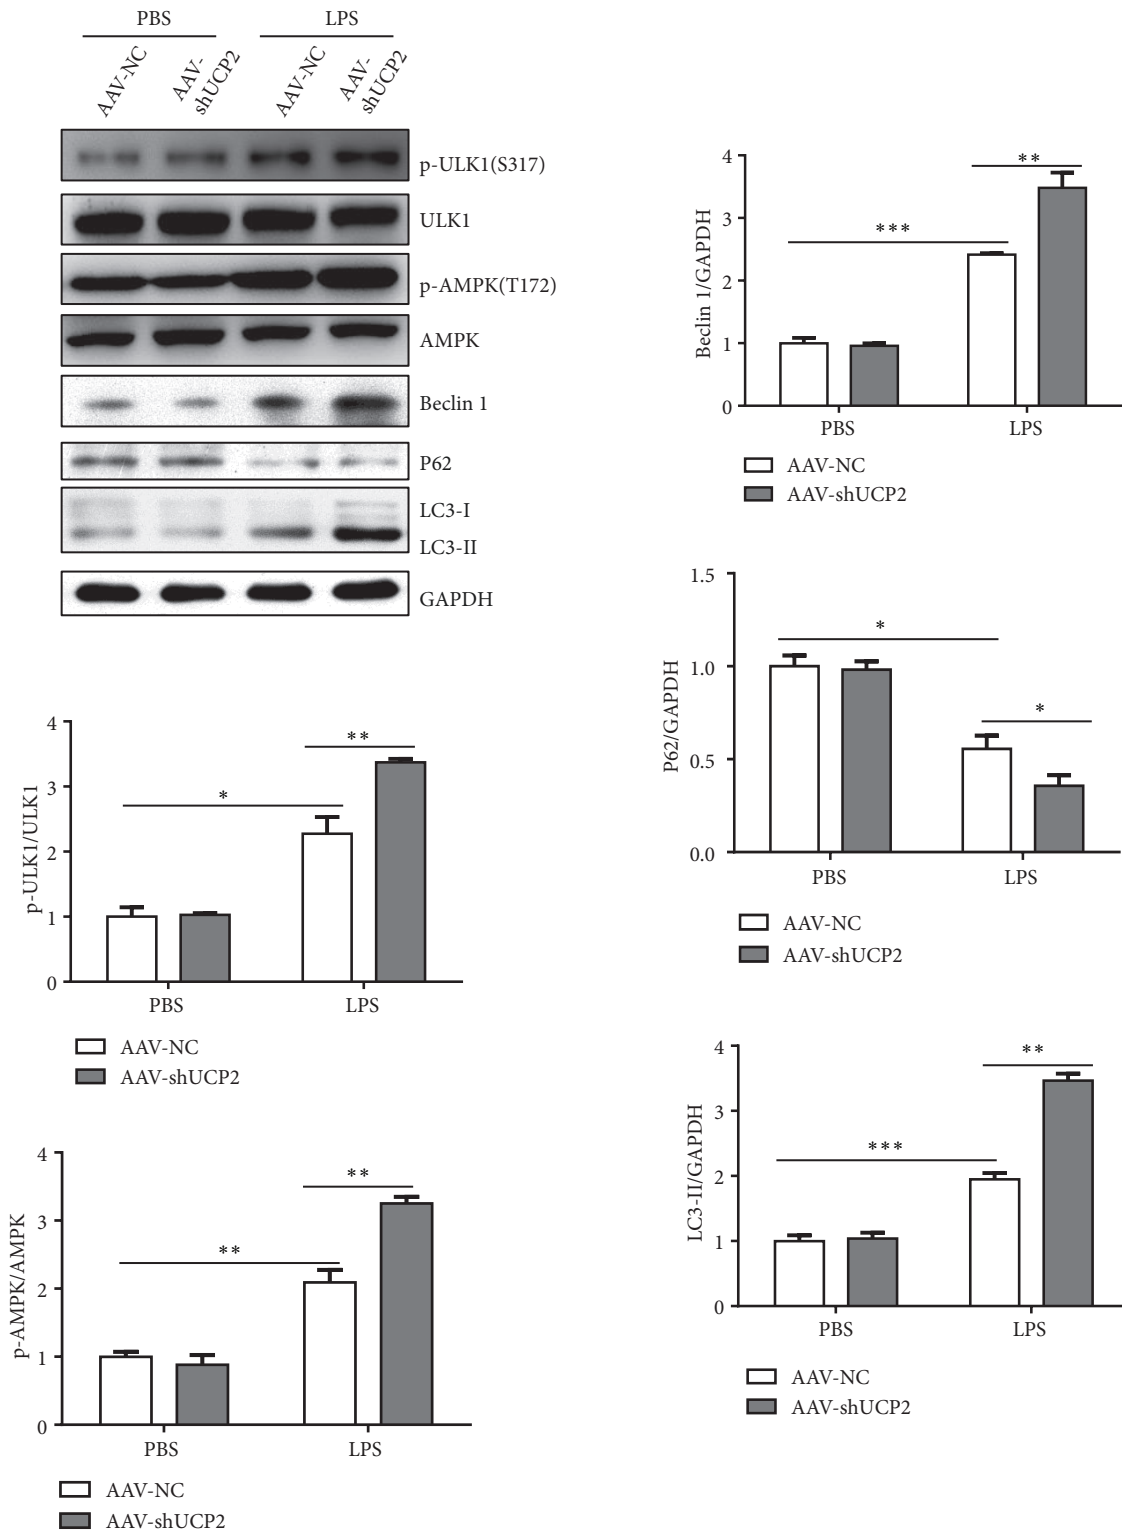 PBS LPS
AAV-NC AAV-shUCP2 AAV-NC AAV-shUCP2
p-ULK1(S317)
ULK1
p-AMPK(T172)
AMPK
Beclin 1
P62
LC3-I
LC3-II
GAPDH
p-ULK1/ULK1
4
3
2
1
0
*
**
PBS LPS
AAV-NC
AAV-shUCP2
p-AMPK/AMPK
4
3
2
1
0
**
**
PBS LPS
AAV-NC
AAV-shUCP2
Beclin 1/GAPDH
4
3
2
1
0
***
**
PBS LPS
AAV-NC
AAV-shUCP2
P62/GAPDH
1.5
1.0
0.5
0.0
*
*
PBS LPS
AAV-NC
AAV-shUCP2
LC3-II/GAPDH
4
3
2
1
0
***
**
PBS LPS
AAV-NC
AAV-shUCP2